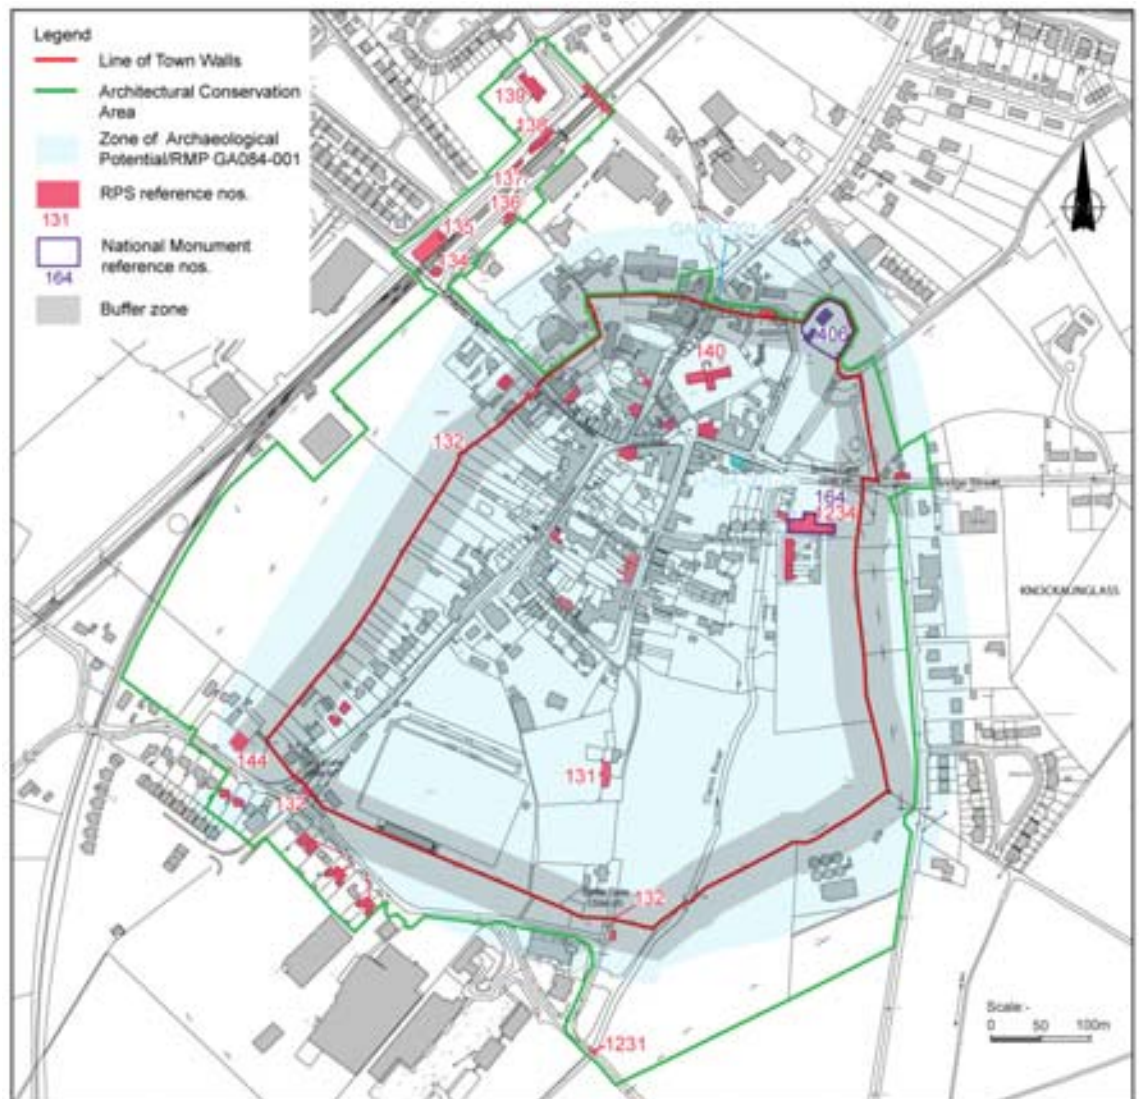 Legend
Line of Town Walls
Architectural Conservation
Area
Zone of Archaeological
Potential/RMP GA084-001
RPS reference nos.
131
National Monument
reference nos.
164
Buffer zone
139
138
137
136
135
134
406
140
132
164
1234
KNOCKAUNGLASS
144
131
132
132
1231
Scale:-
0 50 100m